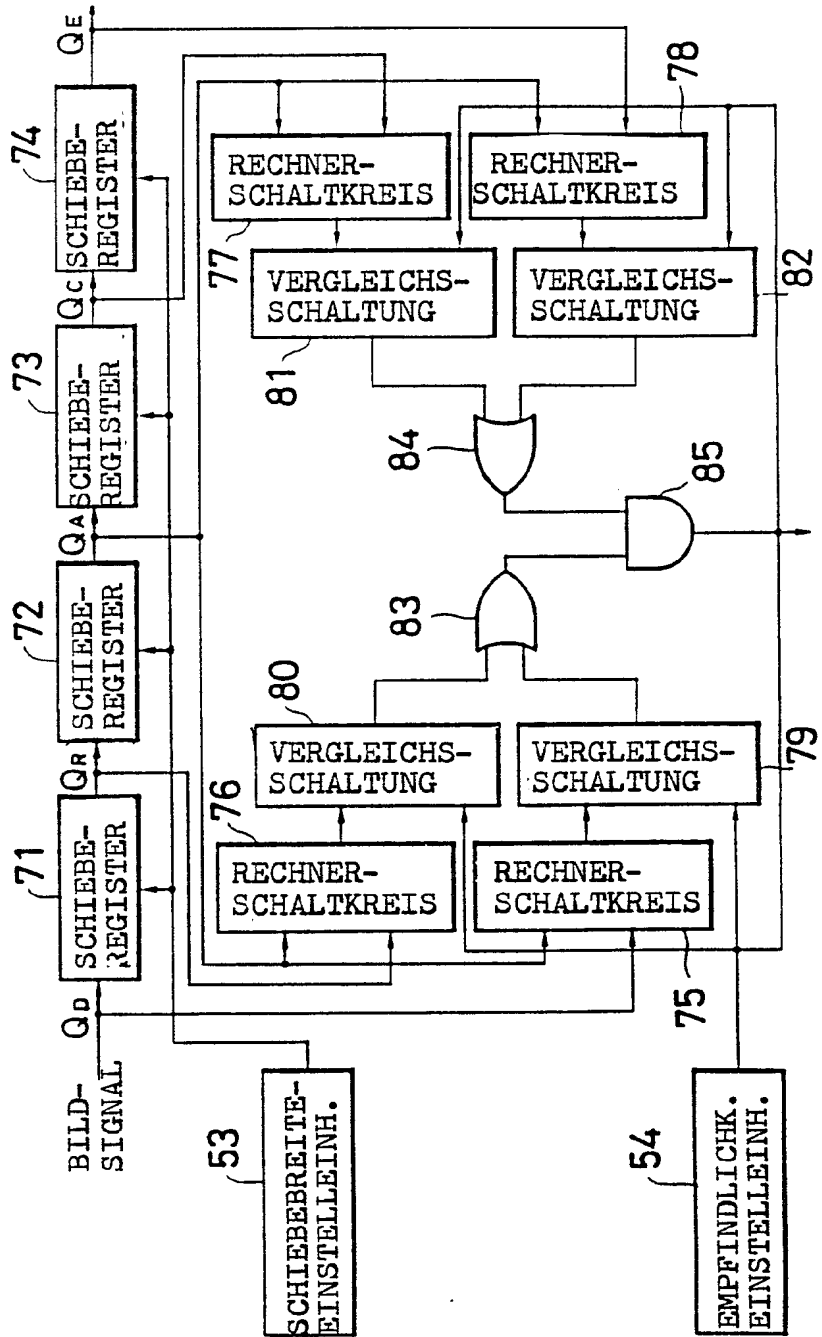 BILD-
SIGNAL
QD
71
SCHIEBE-
REGISTER
QR
72
SCHIEBE-
REGISTER
QA
73
SCHIEBE-
REGISTER
QC
74
SCHIEBE-
REGISTER
QE
53
SCHIEBEBREITE-
EINSTELLEINH.
76
RECHNER-
SCHALTKREIS
80
VERGLEICHS-
SCHALTUNG
77
RECHNER-
SCHALTKREIS
81
VERGLEICHS-
SCHALTUNG
83
84
85
75
RECHNER-
SCHALTKREIS
79
VERGLEICHS-
SCHALTUNG
78
RECHNER-
SCHALTKREIS
82
VERGLEICHS-
SCHALTUNG
54
EMPFINDLICHK.
EINSTELLEINH.